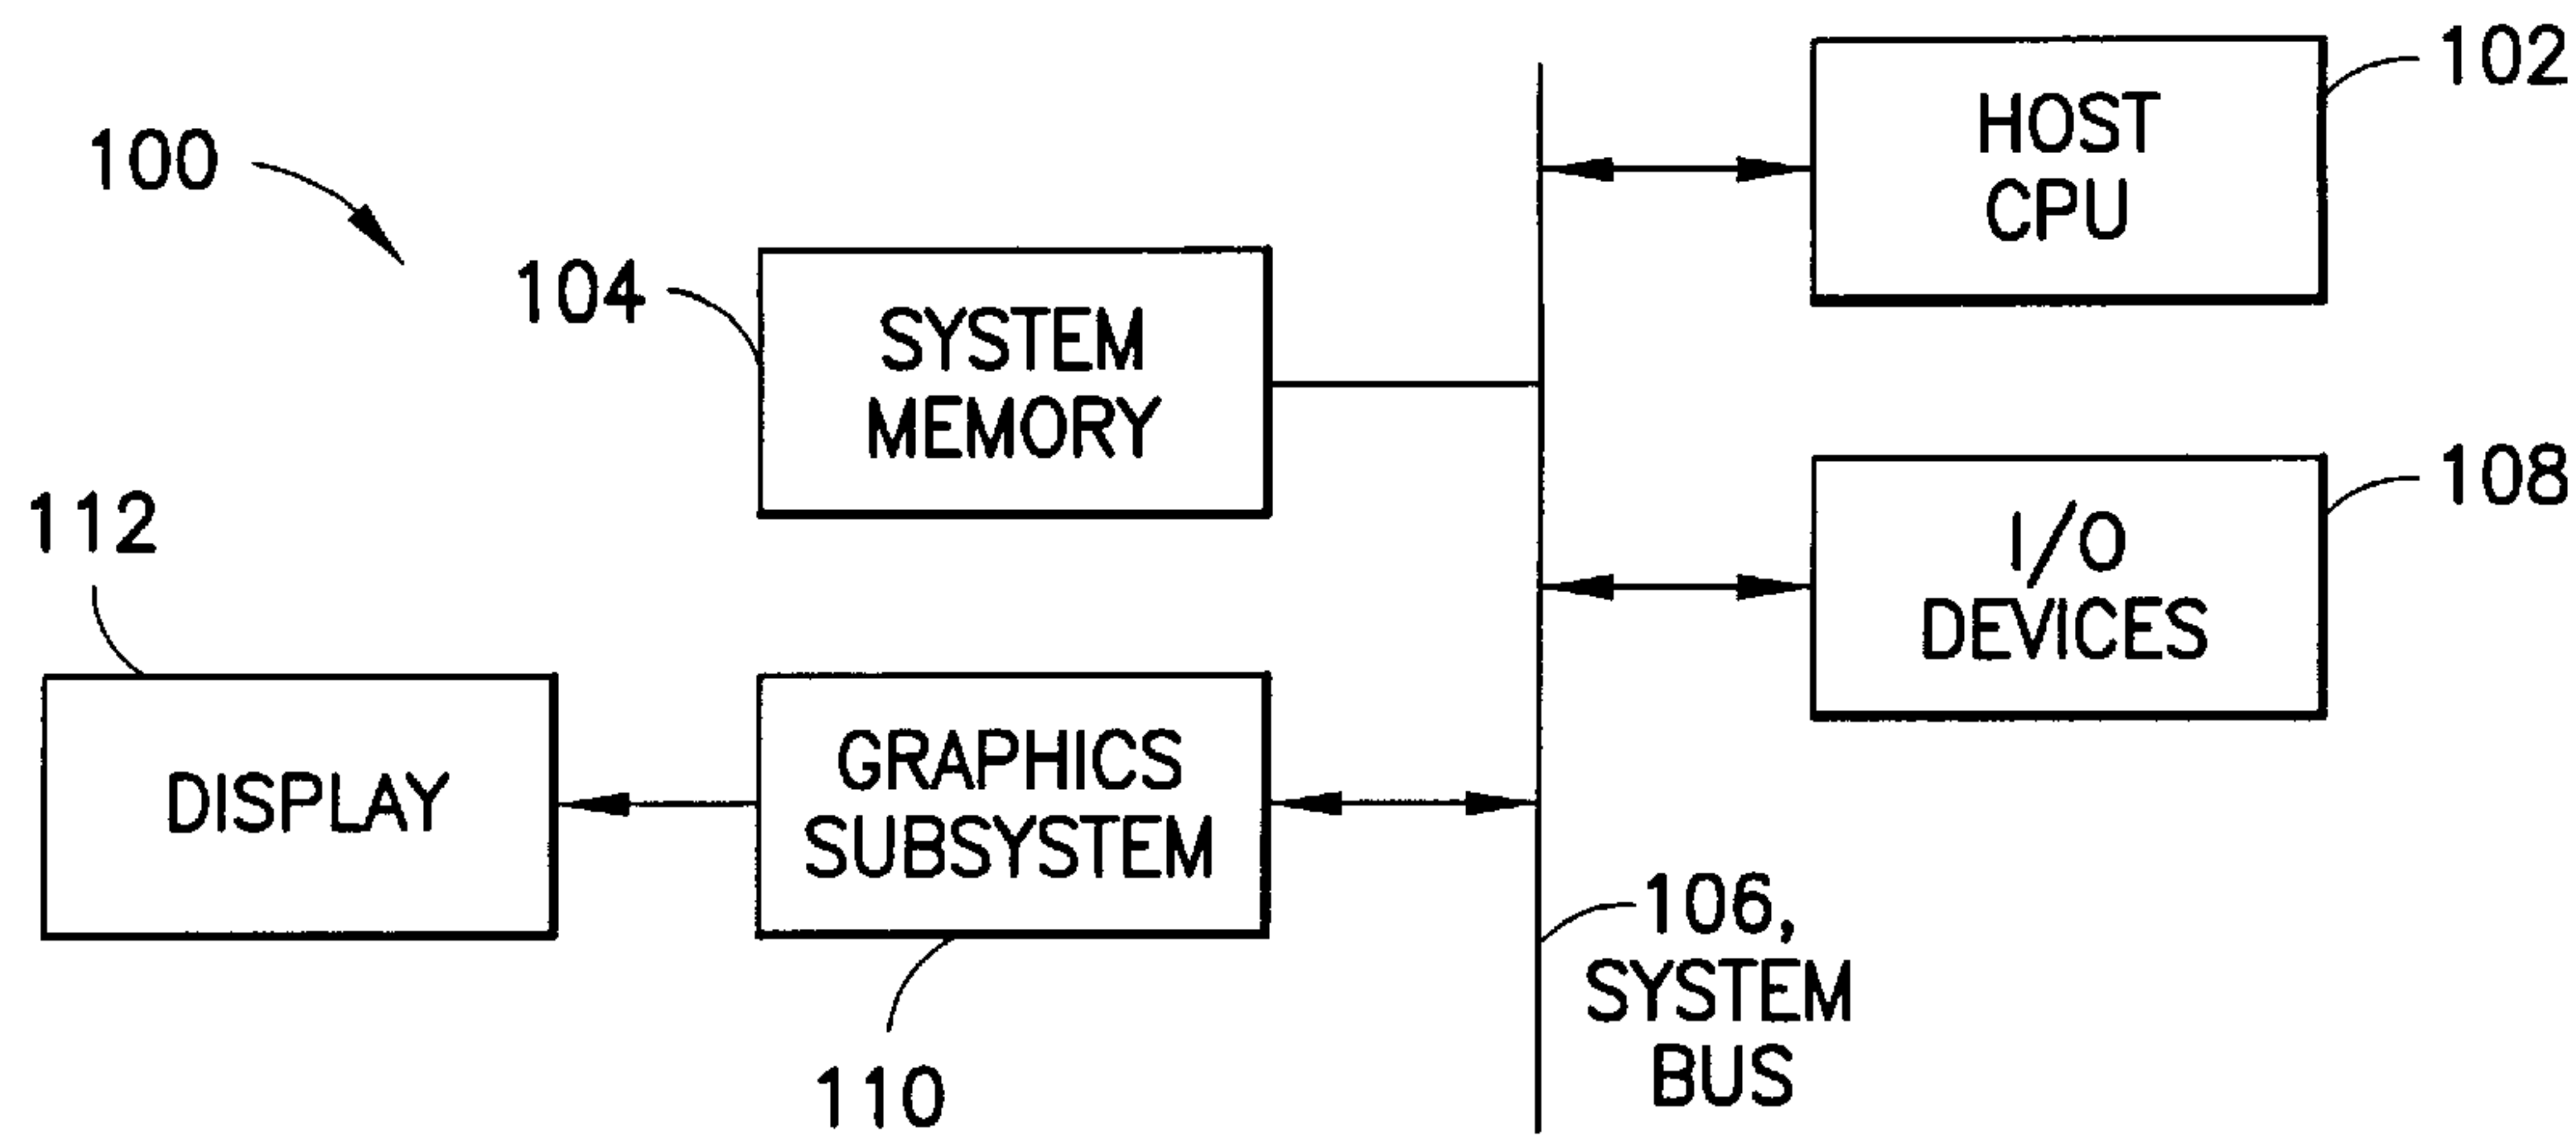 102
HOST
CPU
100
104
SYSTEM
MEMORY
108
I/O
DEVICES
112
DISPLAY
GRAPHICS
SUBSYSTEM
110
106,
SYSTEM
BUS